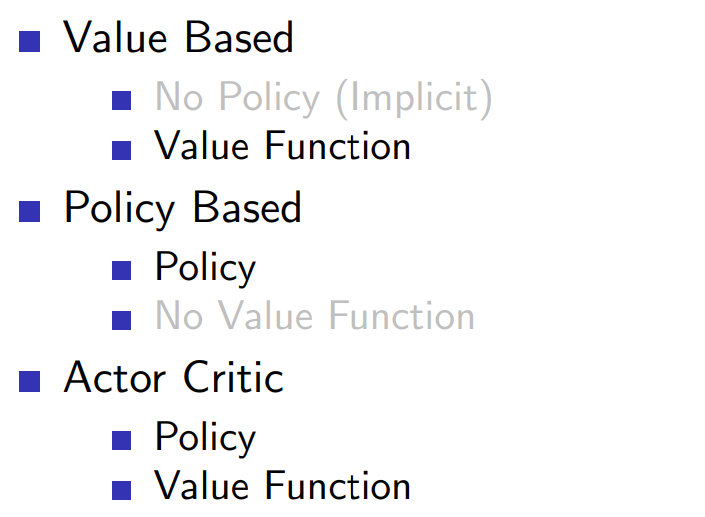 Value Based
No Policy (Implicit)
Value Function
Policy Based
Policy
No Value Function
Actor Critic
Policy
Value Function